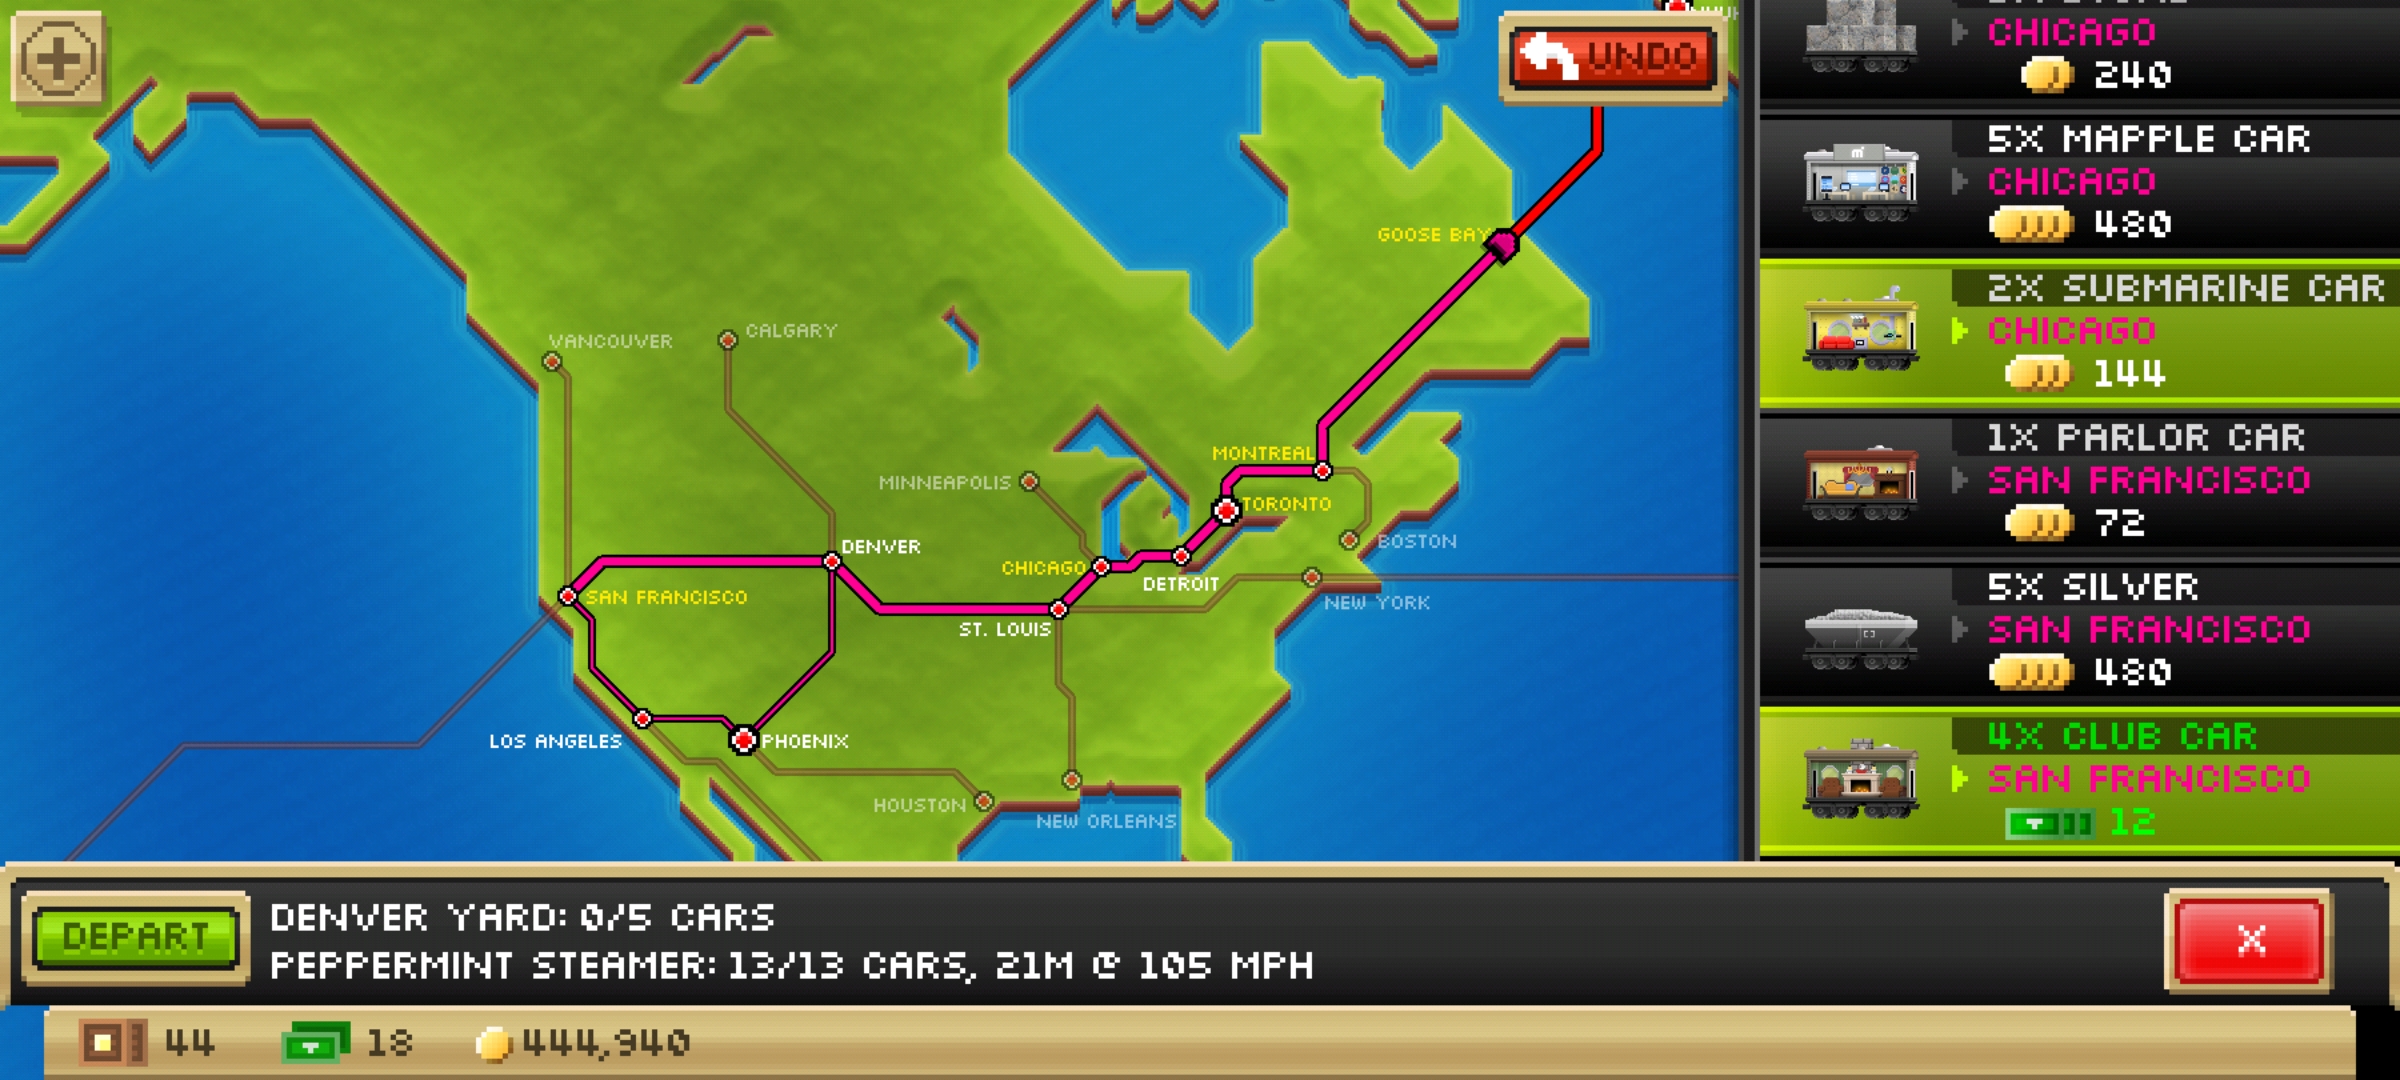 UNDO
CHICAGO
240
5X MAPPLE CAR
CHICAGO
480
GOOSE BAY
2X SUBMARINE CAR
CHICAGO
144
VANCOUVER
CALGARY
MONTREAL
1X PARLOR CAR
SAN FRANCISCO
72
MINNEAPOLIS
TORONTO
DENVER
BOSTON
CHICAGO
DETROIT
SAN FRANCISCO
NEW YORK
ST. LOUIS
5X SILVER
SAN FRANCISCO
480
LOS ANGELES
PHOENIX
4X CLUB CAR
SAN FRANCISCO
12
HOUSTON
NEW ORLEANS
DEPART
DENVER YARD: 0/5 CARS
PEPPERMINT STEAMER: 13/13 CARS, 21M @ 105 MPH
X
44
18
444,940